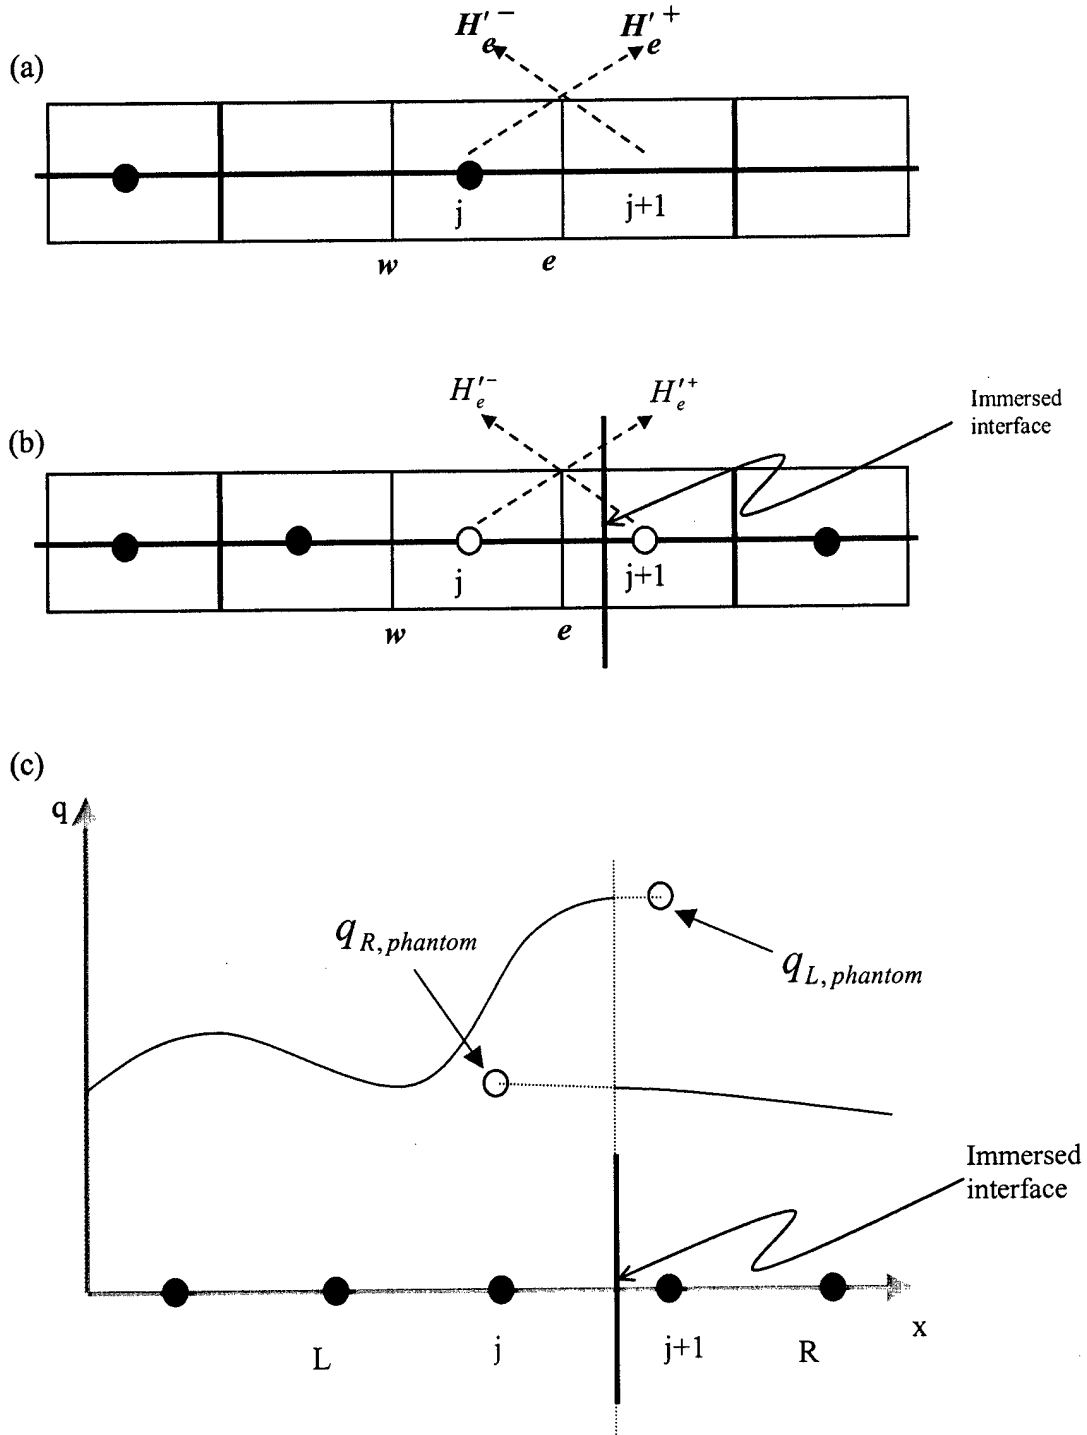 (a)
H'e- H'e+
j j+1
w e
(b)
H'e- H'e+
Immersed
interface
j j+1
w e
(c)
q
qR, phantom
qL, phantom
Immersed
interface
x
L j j+1 R